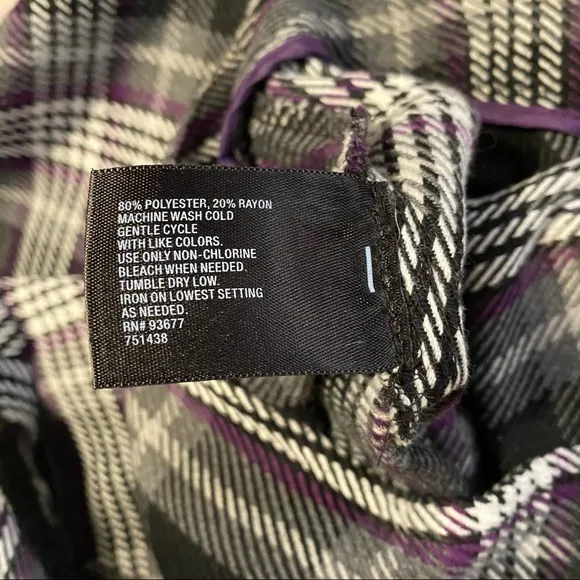 80% POLYESTER, 20% RAYON
MACHINE WASH COLD
GENTLE CYCLE
WITH LIKE COLORS.
USE ONLY NON-CHLORINE
BLEACH WHEN NEEDED.
TUMBLE DRY LOW.
IRON ON LOWEST SETTING
AS NEEDED.
RN# 93677
751438